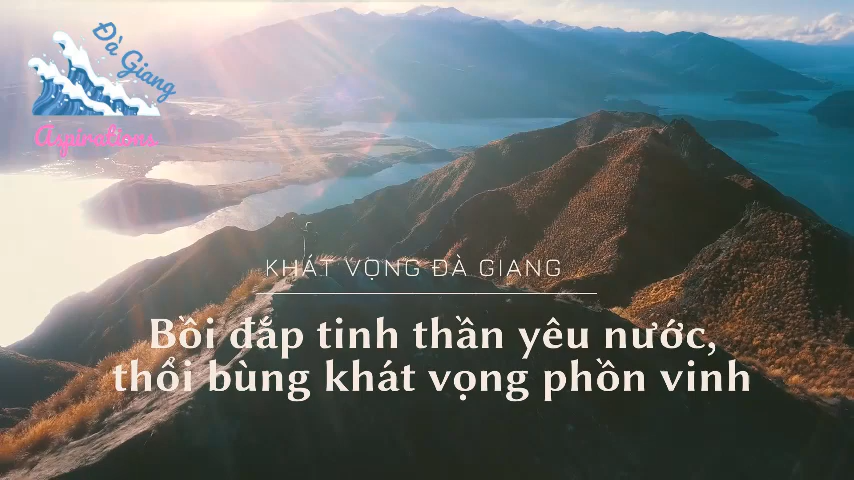 Đà Giang
Aspirations
KHÁT VỌNG ĐÀ GIANG
Bồi đắp tinh thần yêu nước,
thổi bùng khát vọng phồn vinh